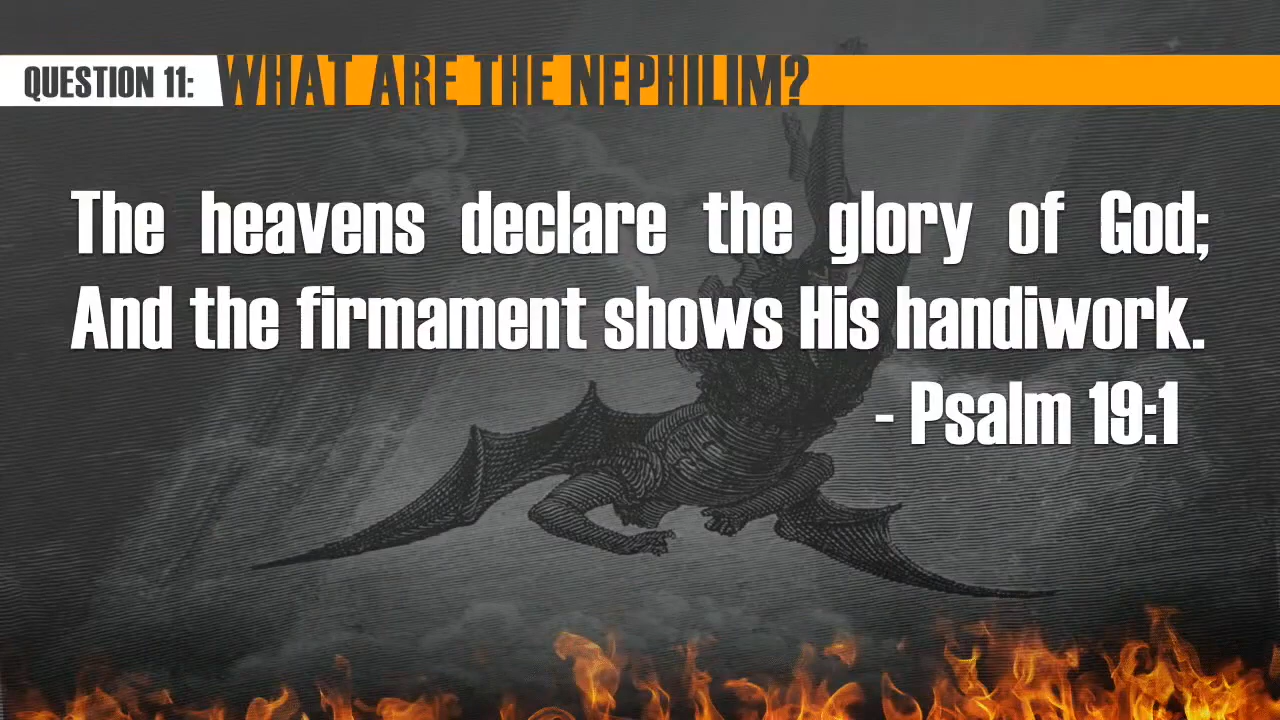 QUESTION 11: WHAT ARE THE NEPHILIM?
The heavens declare the glory of God;
And the firmament shows His handiwork.
- Psalm 19:1